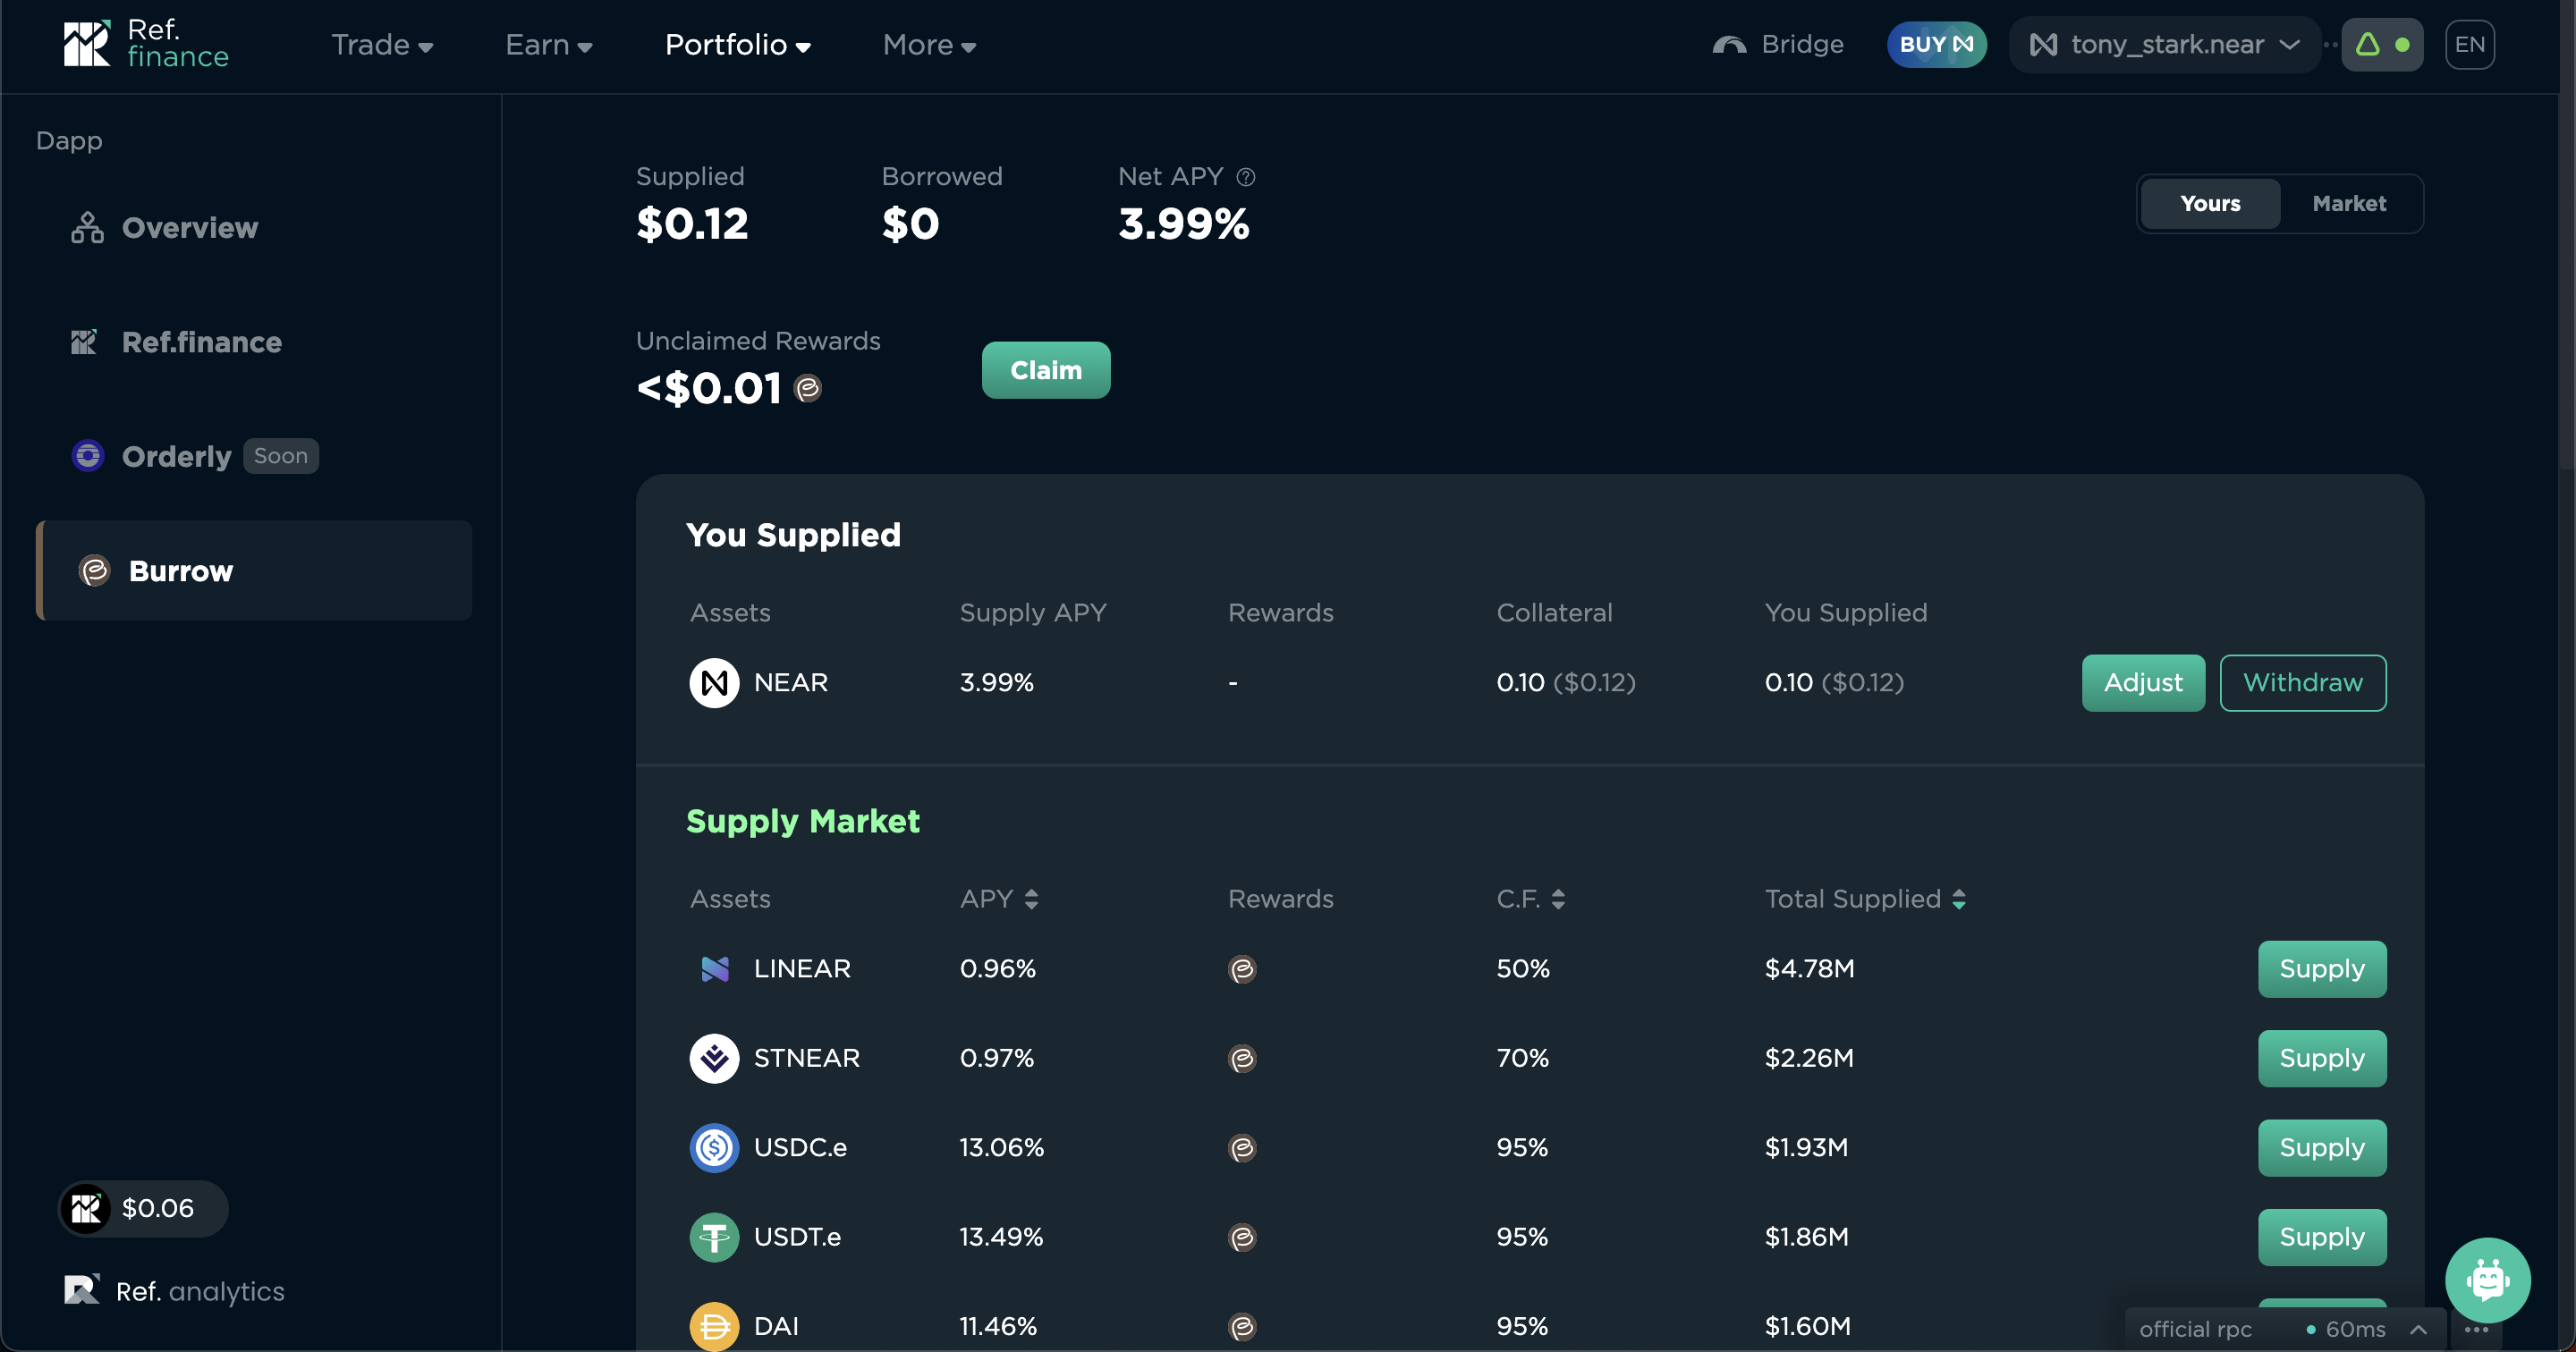 Ref.
finance
Trade
Earn
Portfolio
More
Bridge
BUY
tony_stark.near
EN
Dapp
Overview
Ref.finance
Orderly Soon
Burrow
$0.06
Ref. analytics
Supplied Borrowed Net APY ?
$0.12 $0 3.99%
Yours Market
Unclaimed Rewards
<$0.01
Claim
You Supplied
Assets Supply APY Rewards Collateral You Supplied
NEAR 3.99% - 0.10 ($0.12) 0.10 ($0.12) Adjust Withdraw
Supply Market
Assets APY Rewards C.F. Total Supplied
LINEAR 0.96% 50% $4.78M Supply
STNEAR 0.97% 70% $2.26M Supply
USDC.e 13.06% 95% $1.93M Supply
USDT.e 13.49% 95% $1.86M Supply
DAI 11.46% 95% $1.60M
official rpc 60ms